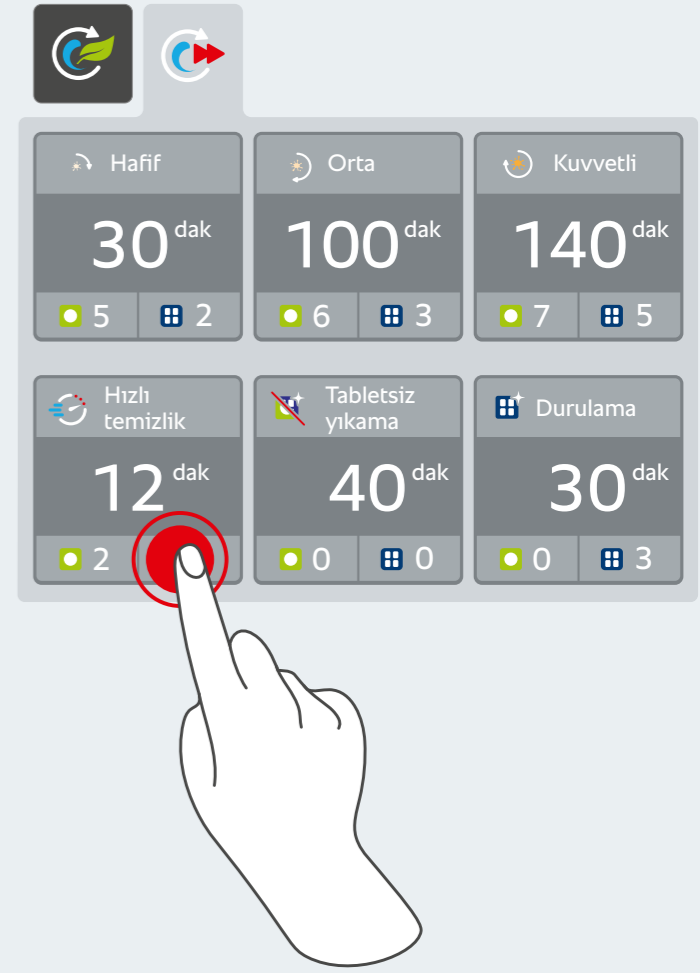 Hafif
Orta
Kuvvetli
30 dak
100 dak
140 dak
5
2
6
3
7
5
Hızlı
temizlik
Tabletsiz
yıkama
Durulama
12 dak
40 dak
30 dak
2
0
0
0
3